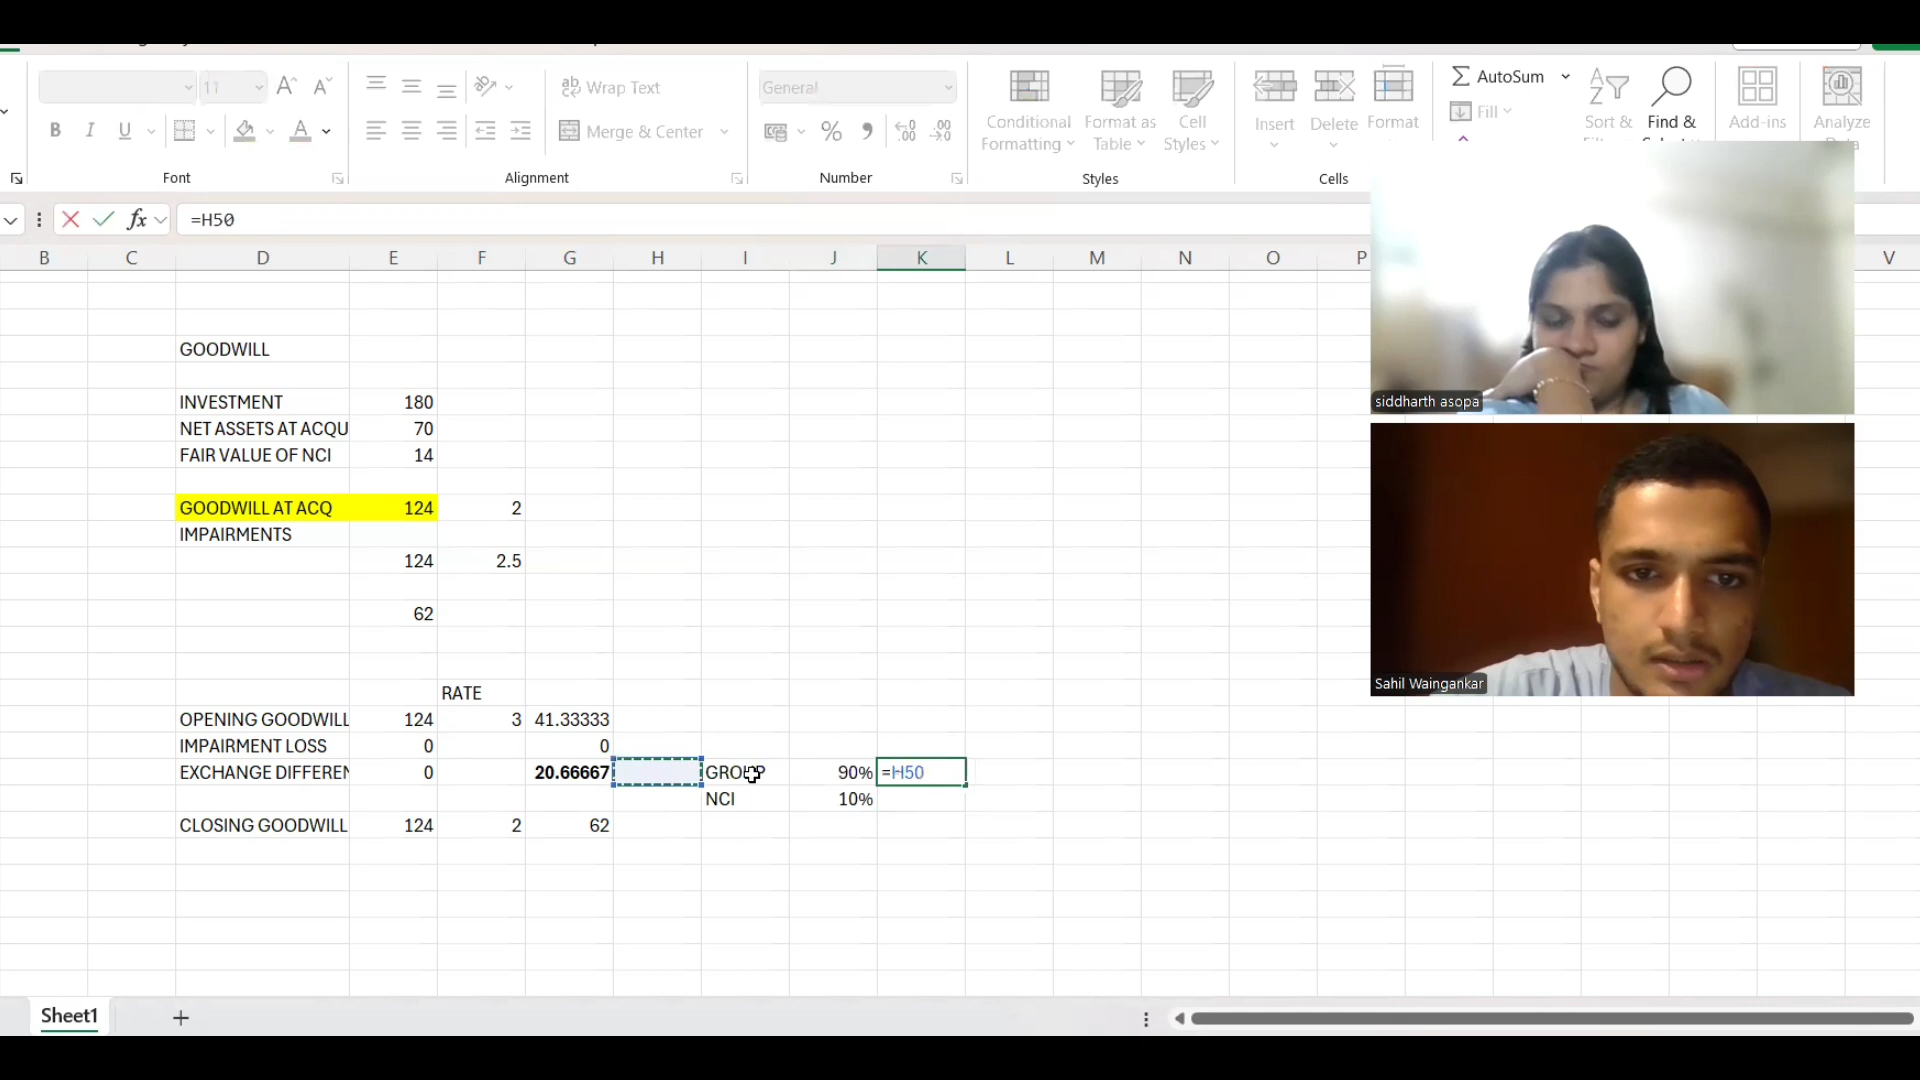 11
A^ Aˇ
Wrap Text
General
AutoSum
B I U
A
Merge & Center
%
Conditional Formatting
Format as Table
Cell Styles
Insert
Delete
Format
Fill
Sort &
Find &
Add-ins
Analyze
Font
Alignment
Number
Styles
Cells
fx
=H50
B C D E F G H I J K L M N O P V
GOODWILL
INVESTMENT 180
NET ASSETS AT ACQU 70
FAIR VALUE OF NCI 14
GOODWILL AT ACQ 124 2
IMPAIRMENTS
124 2.5
62
RATE
OPENING GOODWILL 124 3 41.33333
IMPAIRMENT LOSS 0 0
EXCHANGE DIFFEREN 0 20.66667 GROUP 90% =H50
NCI 10%
CLOSING GOODWILL 124 2 62
siddharth asopa
Sahil Waingankar
Sheet1